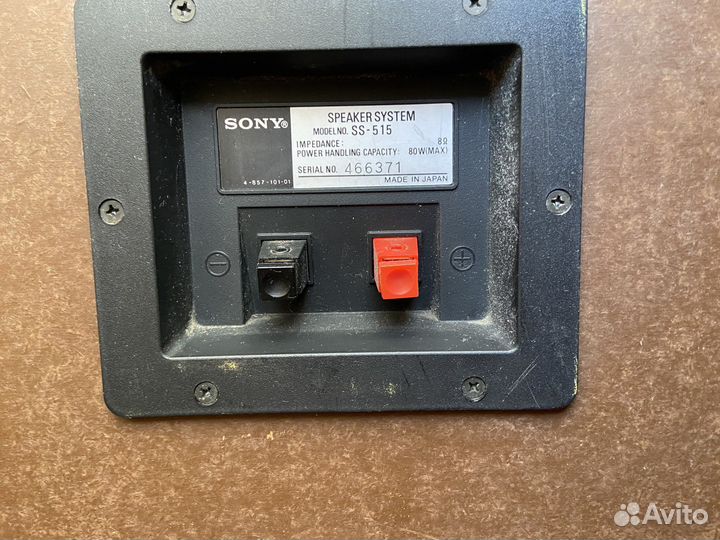 SONY®
SPEAKER SYSTEM
MODEL NO. SS-515
IMPEDANCE: 8Ω
POWER HANDLING CAPACITY: 80W(MAX)
SERIAL NO. 466371
4-857-101-01
MADE IN JAPAN
Avito